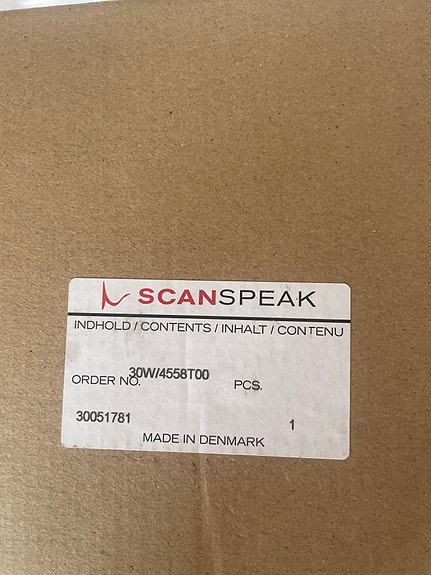 SCANSPEAK
INDHOLD / CONTENTS / INHALT / CONTENU
30W/4558T00
ORDER NO. PCS.
30051781 1
MADE IN DENMARK